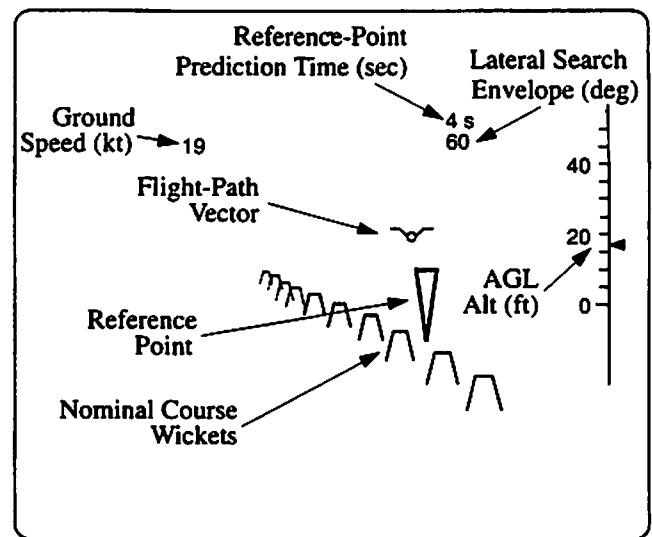 Reference-Point
Prediction Time (sec)
Lateral Search
Envelope (deg)
Ground
Speed (kt)
19
4 s
60
40
Flight-Path
Vector
20
AGL
Alt (ft)
0
Reference
Point
Nominal Course
Wickets